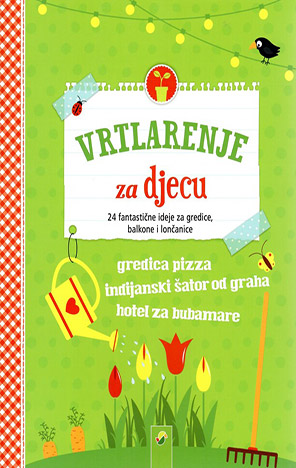 VRTLARENJE
za djecu
24 fantastične ideje za gredice,
balkone i lončanice
gredica pizza
indijanski šator od graha
hotel za bubamare